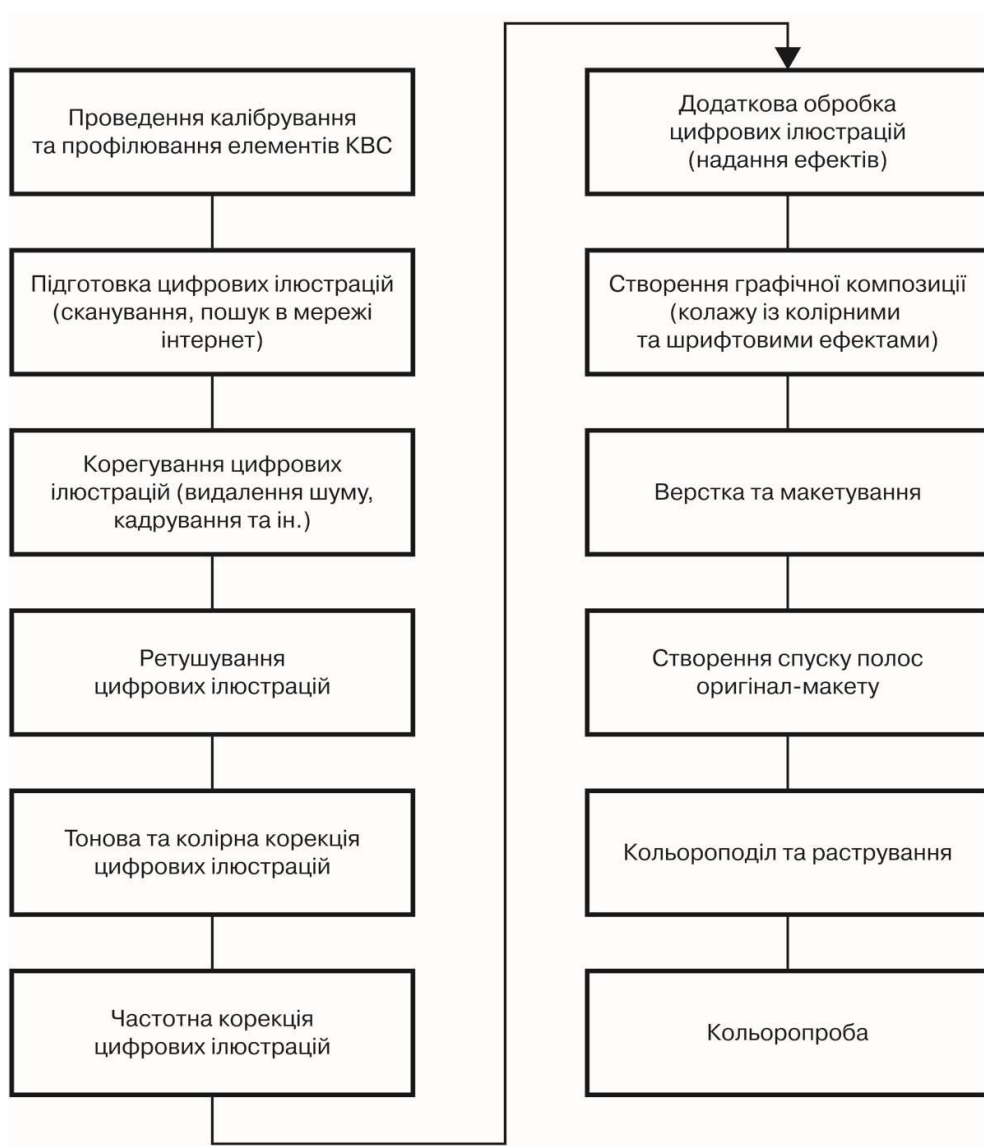 Проведення калібрування
та профілювання елементів КВС
Підготовка цифрових ілюстрацій
(сканування, пошук в мережі
інтернет)
Корегування цифрових
ілюстрацій (видалення шуму,
кадрування та ін.)
Ретушування
цифрових ілюстрацій
Тонова та колірна корекція
цифрових ілюстрацій
Частотна корекція
цифрових ілюстрацій
Додаткова обробка
цифрових ілюстрацій
(надання ефектів)
Створення графічної композиції
(колажу із колірними
та шрифтовими ефектами)
Верстка та макетування
Створення спуску полос
оригінал-макету
Кольороподіл та растрування
Кольоропроба